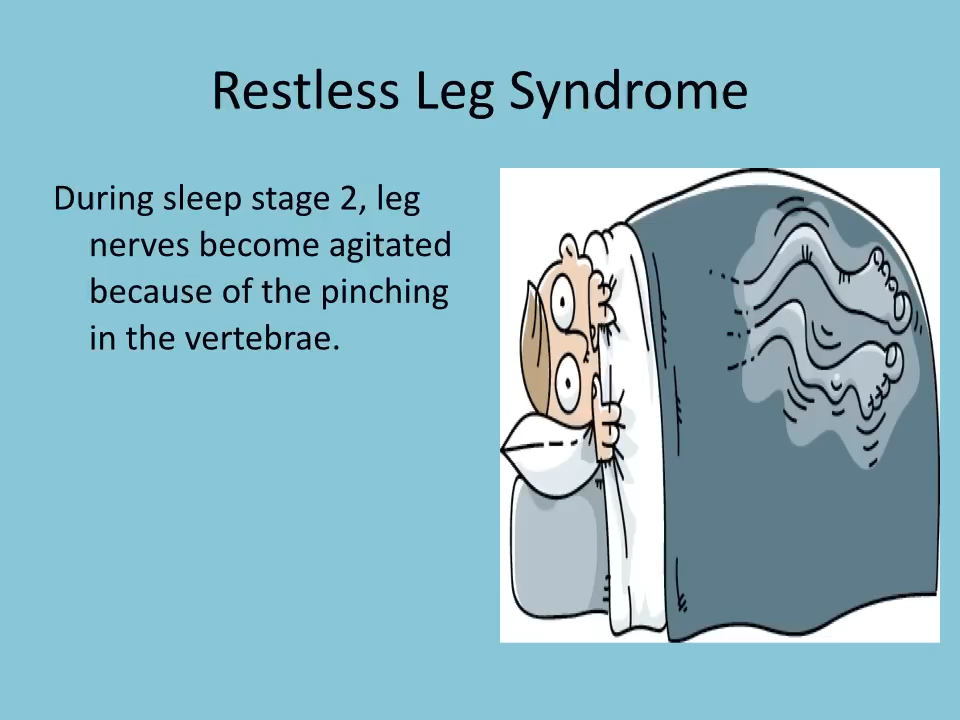 Restless Leg Syndrome
During sleep stage 2, leg
nerves become agitated
because of the pinching
in the vertebrae.